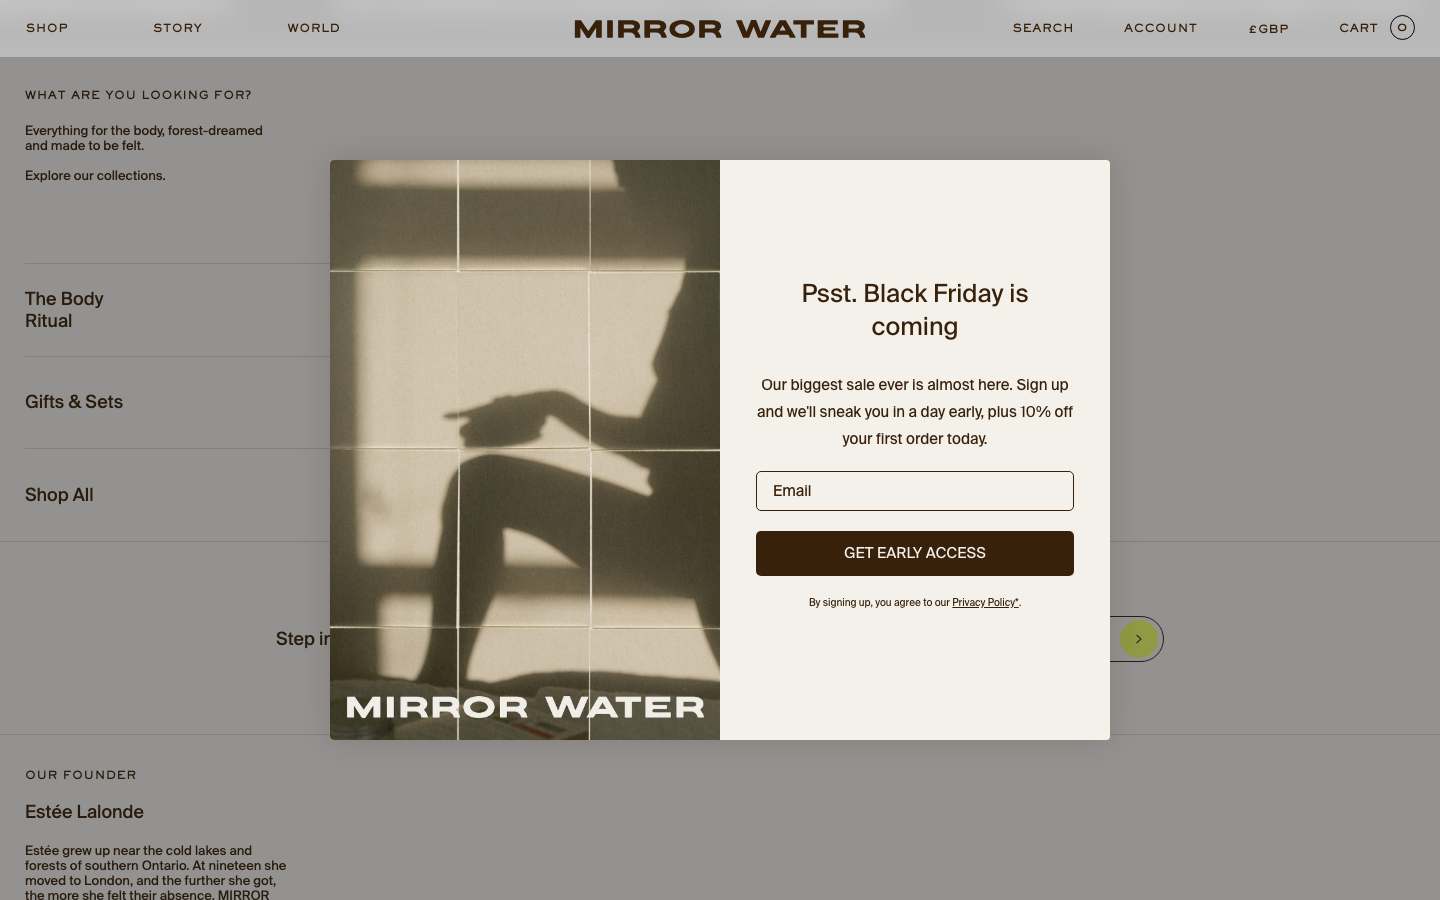 SHOP
STORY
WORLD
MIRROR WATER
SEARCH
ACCOUNT
£GBP
CART
0
WHAT ARE YOU LOOKING FOR?
Everything for the body, forest-dreamed
and made to be felt.
Explore our collections.
The Body
Ritual
Gifts & Sets
Shop All
Step in
Psst. Black Friday is
coming
Our biggest sale ever is almost here. Sign up
and we'll sneak you in a day early, plus 10% off
your first order today.
Email
GET EARLY ACCESS
By signing up, you agree to our Privacy Policy*.
MIRROR WATER
OUR FOUNDER
Estée Lalonde
Estée grew up near the cold lakes and
forests of southern Ontario. At nineteen she
moved to London, and the further she got,
the more she felt their absence. MIRROR